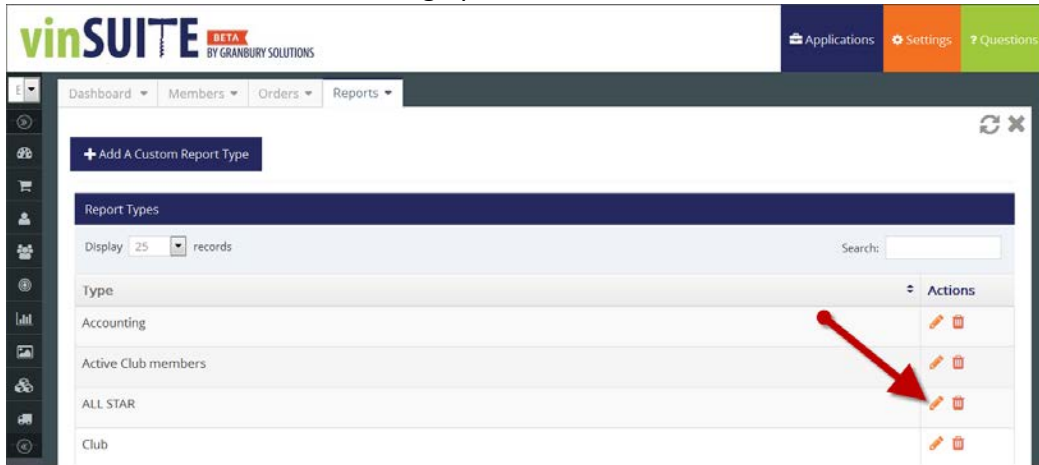 vinSUITE BETA
BY GRANBURY SOLUTIONS
Applications Settings ? Questions
E
Dashboard Members Orders Reports
+ Add A Custom Report Type
Report Types
Display 25 records Search:
Type Actions
Accounting
Active Club members
ALL STAR
Club